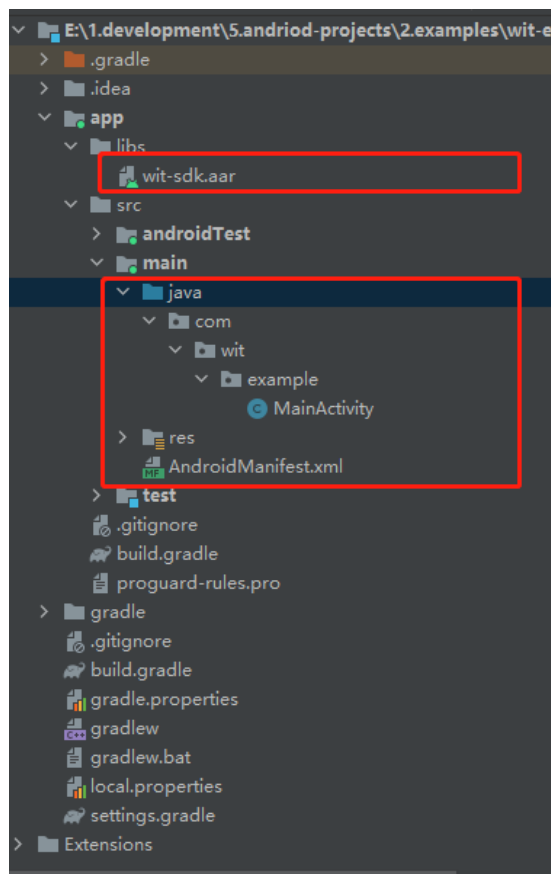 E:\1.development\5.andriod-projects\2.examples\wit-e
.gradle
.idea
app
libs
wit-sdk.aar
src
androidTest
main
java
com
wit
example
C MainActivity
res
MF AndroidManifest.xml
test
.gitignore
build.gradle
proguard-rules.pro
gradle
.gitignore
build.gradle
gradle.properties
C++ gradlew
gradlew.bat
local.properties
settings.gradle
Extensions